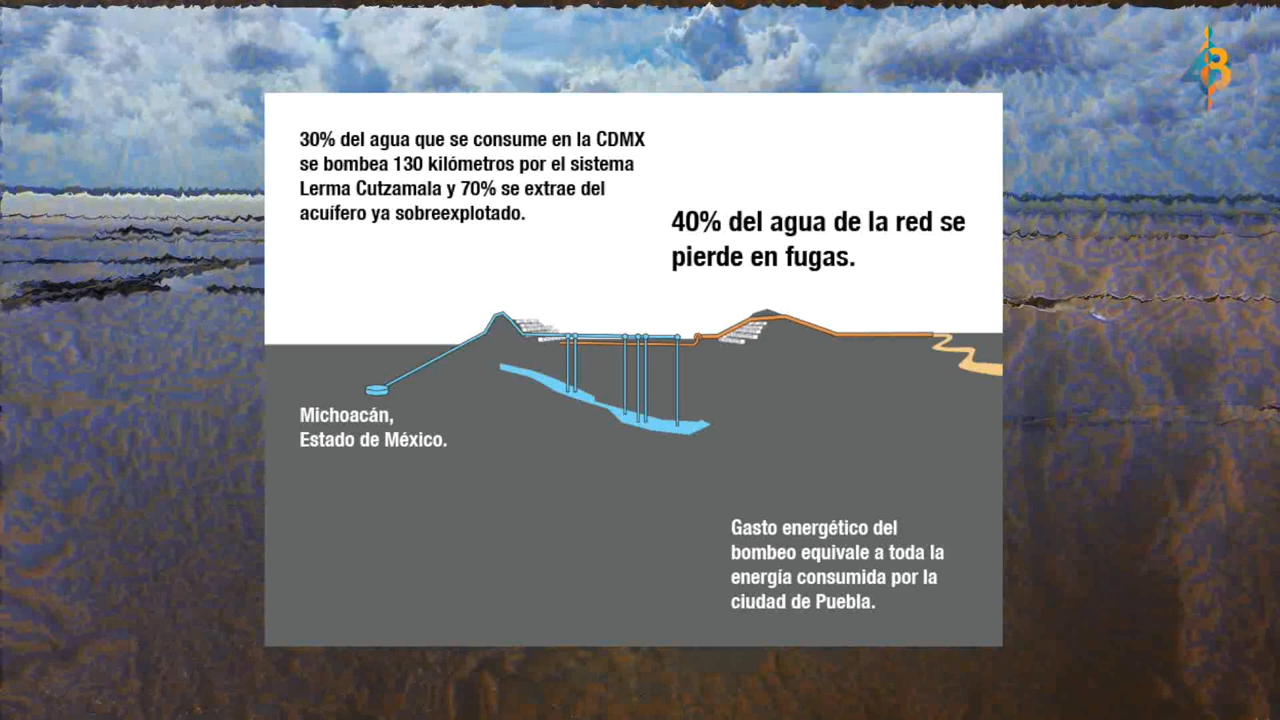 30% del agua que se consume en la CDMX
se bombea 130 kilómetros por el sistema
Lerma Cutzamala y 70% se extrae del
acuífero ya sobreexplotado.
40% del agua de la red se
pierde en fugas.
Michoacán,
Estado de México.
Gasto energético del
bombeo equivale a toda la
energía consumida por la
ciudad de Puebla.